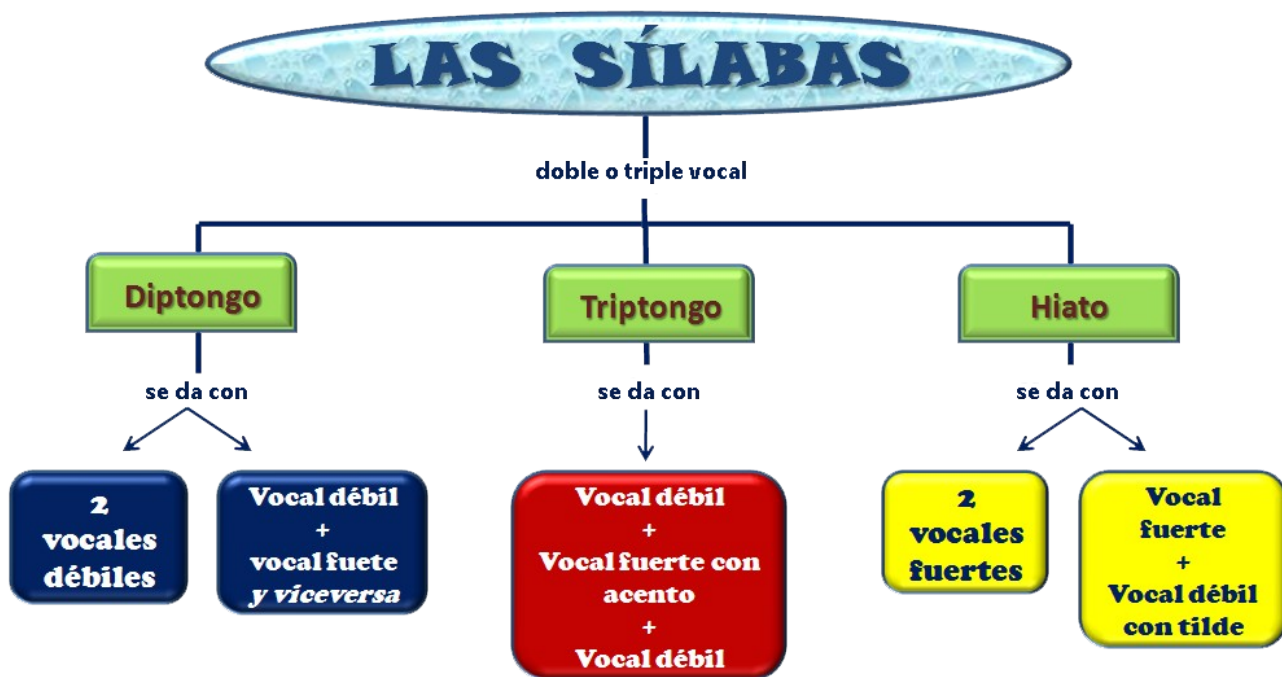 LAS SÍLABAS
doble o triple vocal
Diptongo
Triptongo
Hiato
se da con
se da con
se da con
2
vocales
débiles
Vocal débil
+
vocal fuete
y viceversa
Vocal débil
+
Vocal fuerte con
acento
+
Vocal débil
2
vocales
fuertes
Vocal
fuerte
+
Vocal débil
con tilde